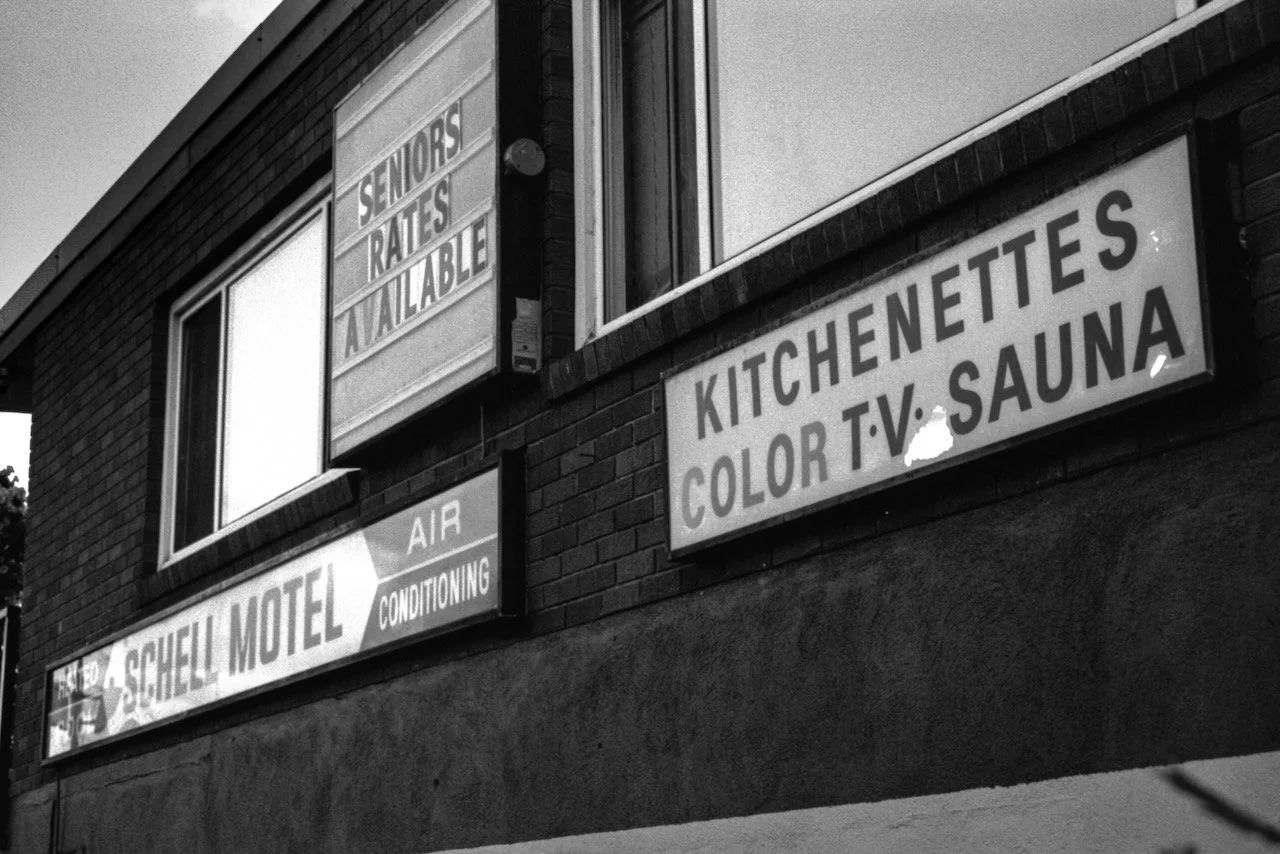 SENIORS
RATES
AVAILABLE
KITCHENETTES
COLOR T·V· SAUNA
SCHELL MOTEL
AIR
CONDITIONING